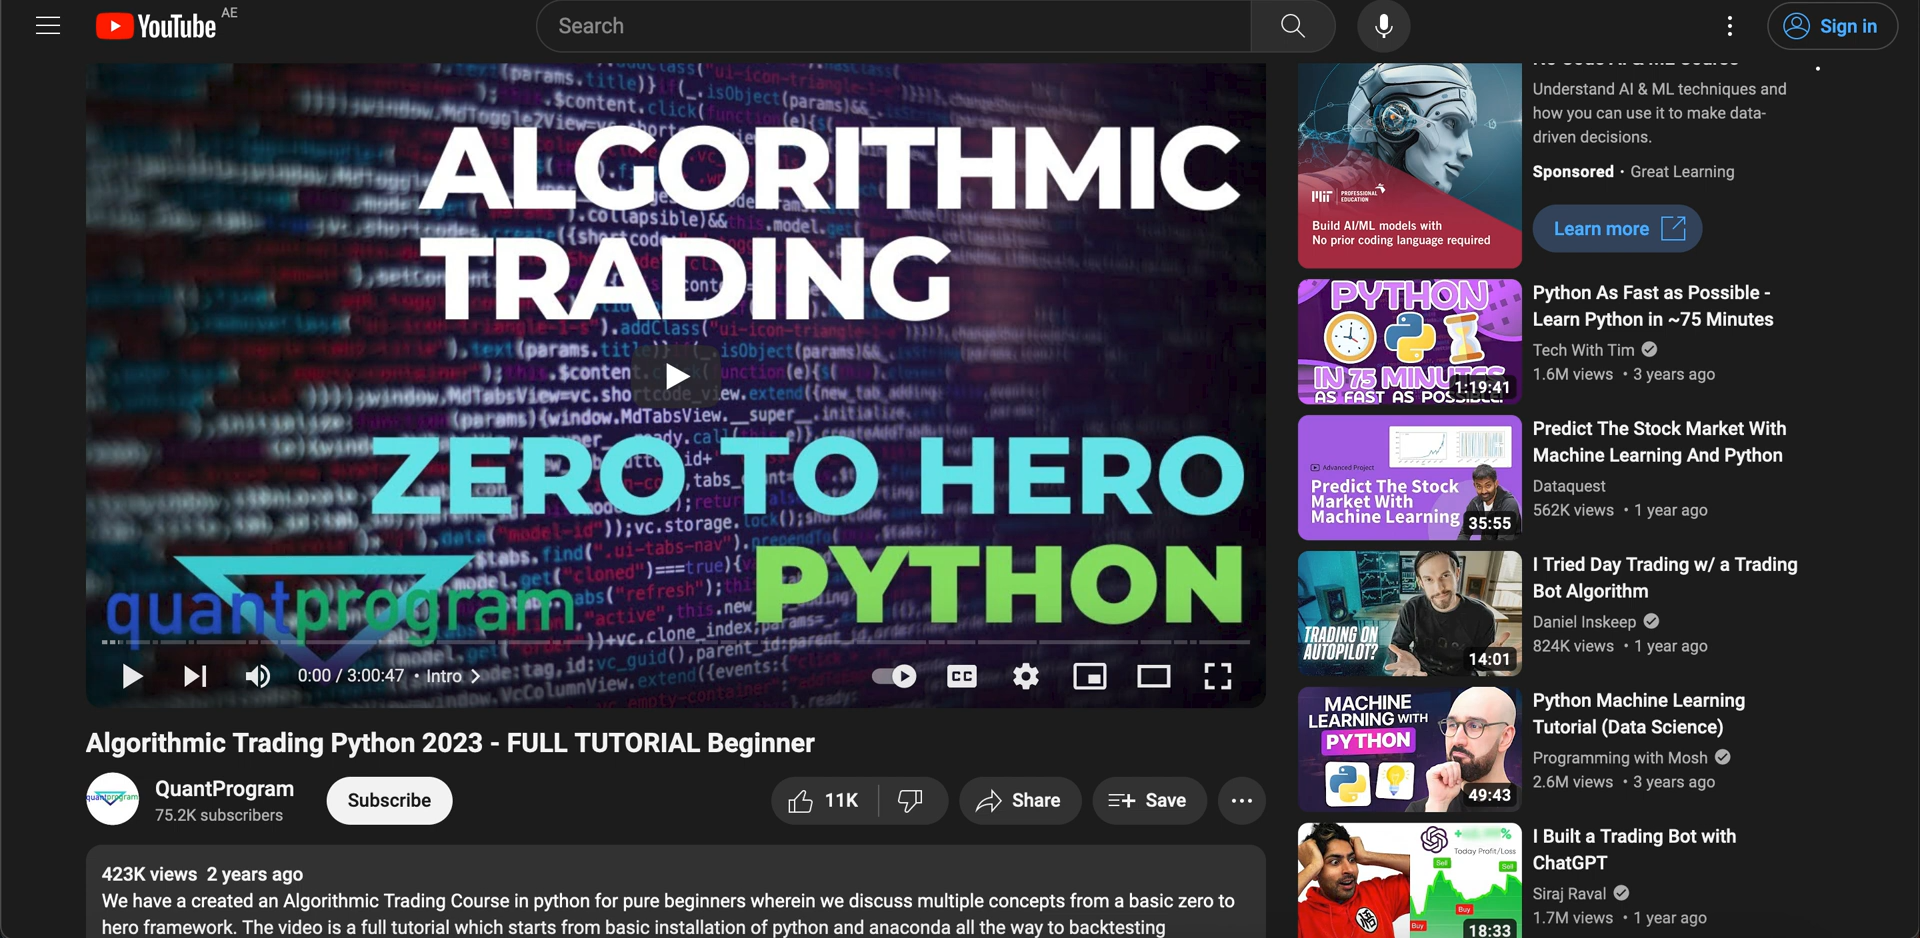 YouTube AE
Search
Sign in
ALGORITHMIC
TRADING
ZERO TO HERO
PYTHON
quantprogram
0:00 / 3:00:47 • Intro
CC
Algorithmic Trading Python 2023 - FULL TUTORIAL Beginner
QuantProgram
75.2K subscribers
Subscribe
11K
Share
Save
423K views 2 years ago
We have a created an Algorithmic Trading Course in python for pure beginners wherein we discuss multiple concepts from a basic zero to
hero framework. The video is a full tutorial which starts from basic installation of python and anaconda all the way to backtesting
MIT PROFESSIONAL
EDUCATION
Build AI/ML models with
No prior coding language required
Understand AI & ML techniques and
how you can use it to make data-
driven decisions.
Sponsored • Great Learning
Learn more
PYTHON
IN 75 MINUTES
AS FAST AS POSSIBLE!
1:19:41
Python As Fast as Possible -
Learn Python in ~75 Minutes
Tech With Tim
1.6M views • 3 years ago
Advanced Project
Predict The Stock
Market With
Machine Learning
35:55
Predict The Stock Market With
Machine Learning And Python
Dataquest
562K views • 1 year ago
TRADING ON
AUTOPILOT?
14:01
I Tried Day Trading w/ a Trading
Bot Algorithm
Daniel Inskeep
824K views • 1 year ago
MACHINE
LEARNING WITH
PYTHON
49:43
Python Machine Learning
Tutorial (Data Science)
Programming with Mosh
2.6M views • 3 years ago
Today Profit/Loss
Sell
Sell
Buy
Buy
18:33
I Built a Trading Bot with
ChatGPT
Siraj Raval
1.7M views • 1 year ago